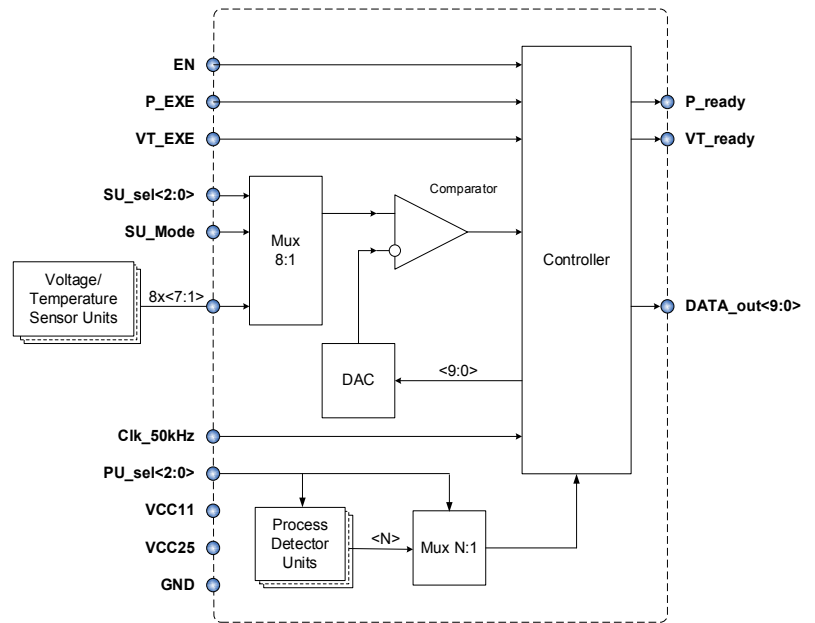 EN
P_EXE
VT_EXE
SU_sel<2:0>
SU_Mode
Voltage/
Temperature
Sensor Units
8x<7:1>
Mux
8:1
Comparator
DAC
<9:0>
Controller
P_ready
VT_ready
DATA_out<9:0>
Clk_50kHz
PU_sel<2:0>
VCC11
VCC25
GND
Process
Detector
Units
<N>
Mux N:1